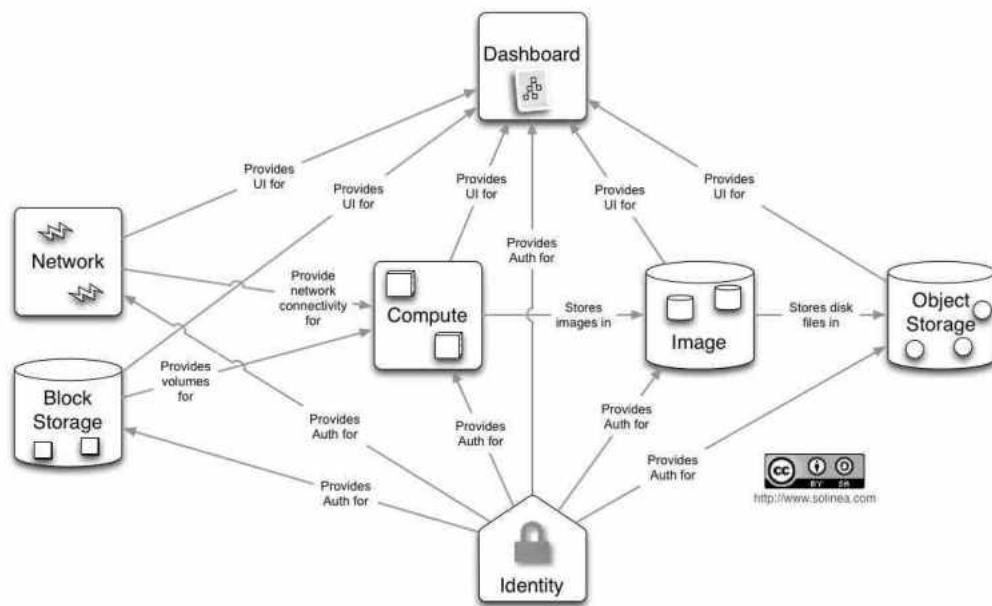 Dashboard
Provides
UI for
Provides
UI for
Provides
UI for
Provides
UI for
Provides
UI for
Provides
Auth for
Network
Provide
network
connectivity
for
Compute
Stores
images in
Image
Stores disk
files in
Object
Storage
Block
Storage
Provides
volumes
for
Provides
Auth for
Provides
Auth for
Provides
Auth for
Provides
Auth for
Provides
Auth for
Identity
cc
BY SA
http://www.solinea.com